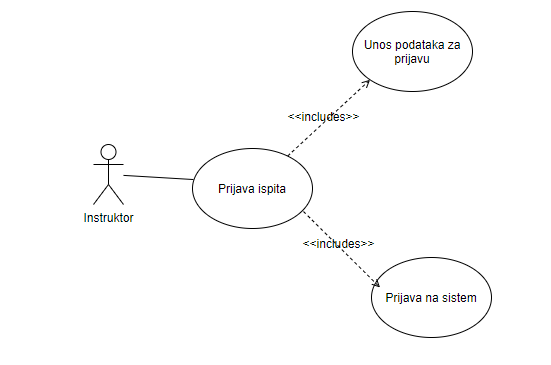 Unos podataka za
prijavu
<<includes>>
Prijava ispita
Instruktor
<<includes>>
Prijava na sistem